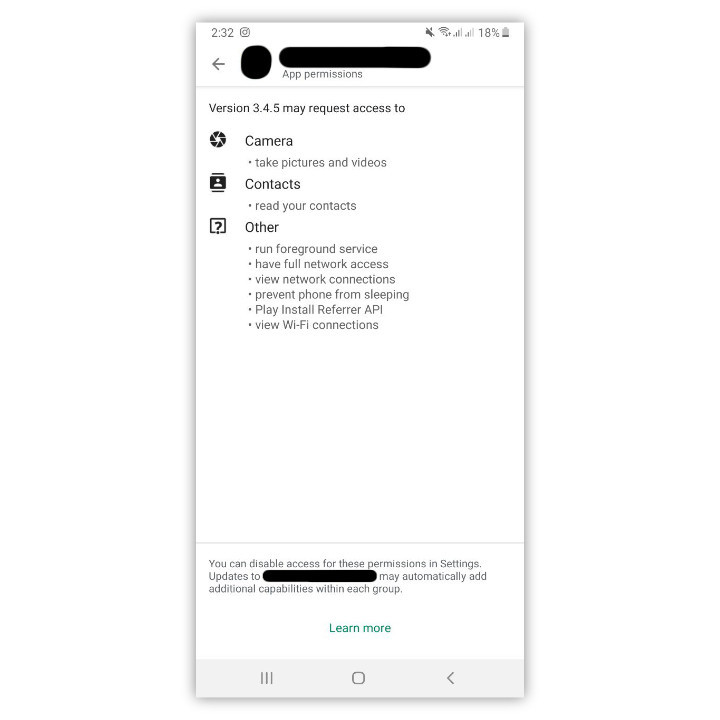 2:32 18%
App permissions
Version 3.4.5 may request access to
Camera
• take pictures and videos
Contacts
• read your contacts
Other
• run foreground service
• have full network access
• view network connections
• prevent phone from sleeping
• Play Install Referrer API
• view Wi-Fi connections
You can disable access for these permissions in Settings.
Updates to may automatically add
additional capabilities within each group.
Learn more